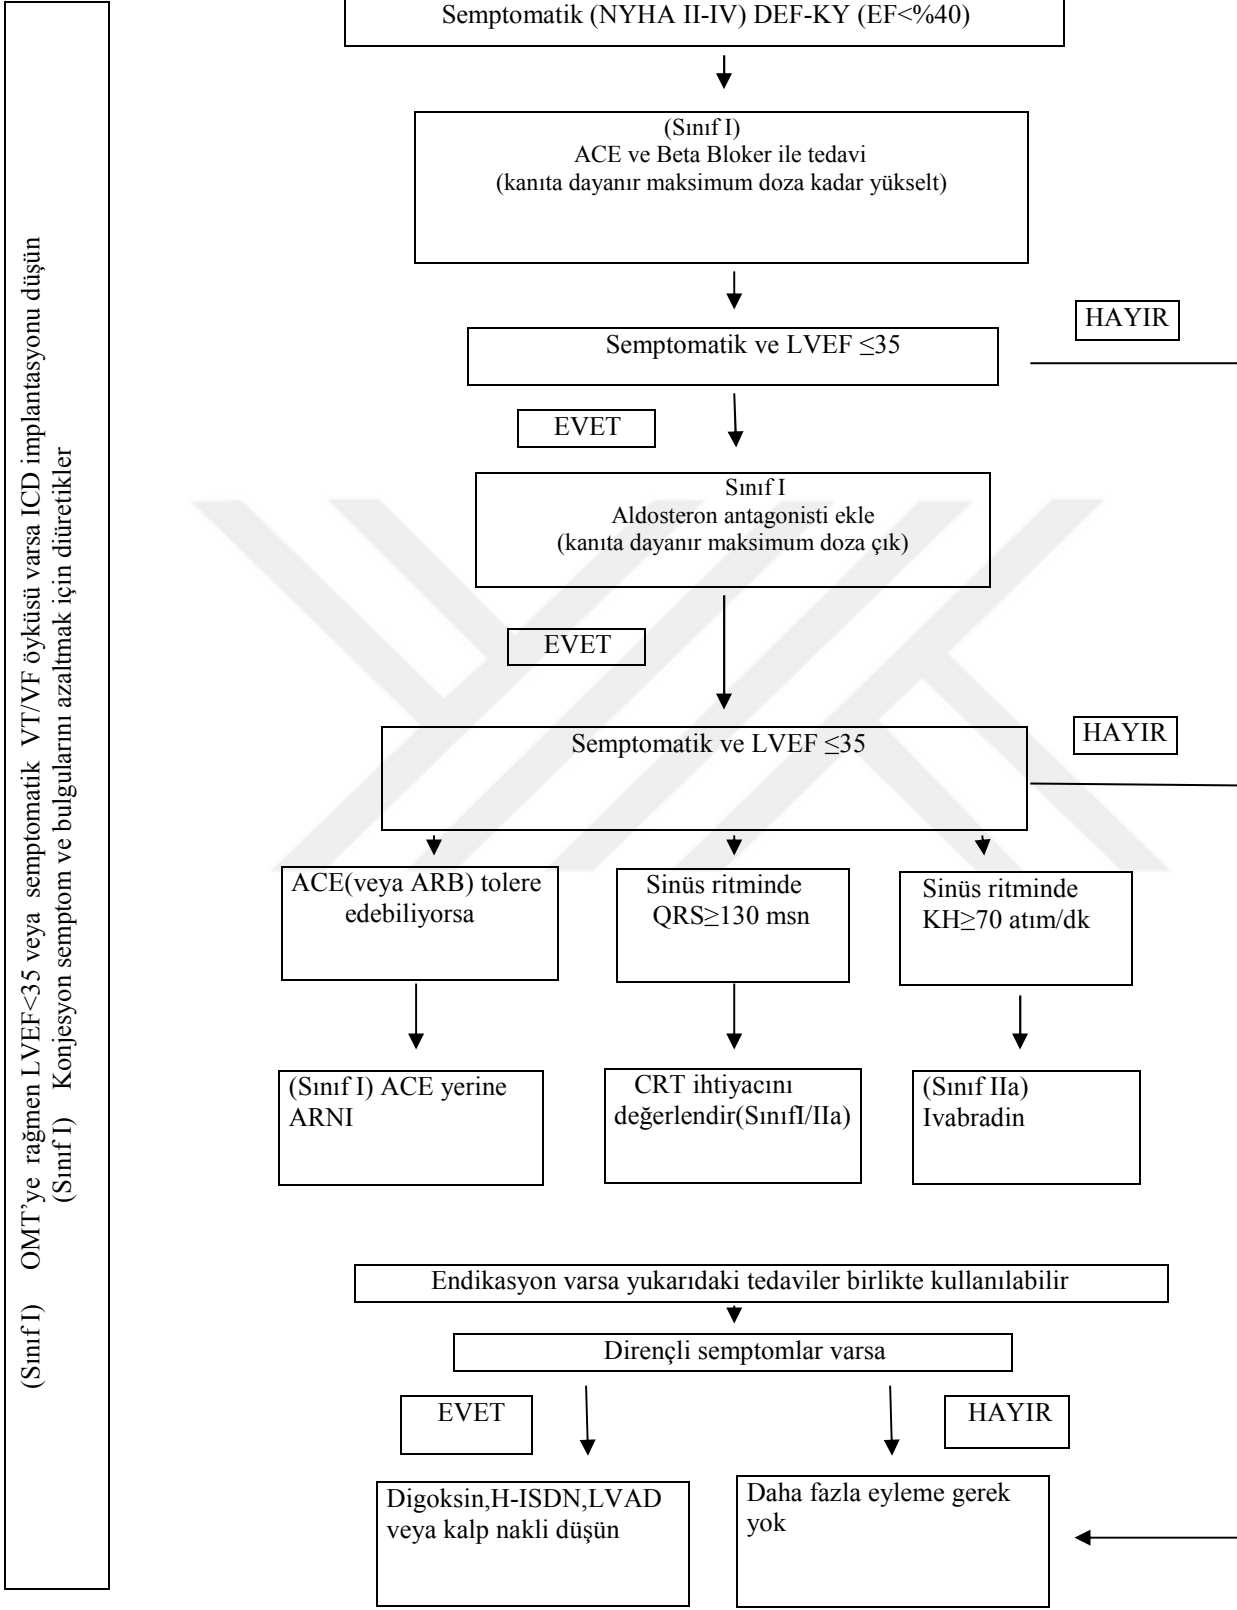 Semptomatik (NYHA II-IV) DEF-KY (EF<%40)
(Sınıf I)
ACE ve Beta Bloker ile tedavi
(kanıta dayanır maksimum doza kadar yükselt)
HAYIR
Semptomatik ve LVEF ≤35
EVET
Sınıf I
Aldosteron antagonisti ekle
(kanıta dayanır maksimum doza çık)
EVET
HAYIR
Semptomatik ve LVEF ≤35
ACE(veya ARB) tolere
edebiliyorsa
Sinüs ritminde
QRS≥130 msn
Sinüs ritminde
KH≥70 atım/dk
(Sınıf I) ACE yerine
ARNI
CRT ihtiyacını
değerlendir(SınıfI/IIa)
(Sınıf IIa)
Ivabradin
Endikasyon varsa yukarıdaki tedaviler birlikte kullanılabilir
Dirençli semptomlar varsa
EVET
HAYIR
Digoksin,H-ISDN,LVAD
veya kalp nakli düşün
Daha fazla eyleme gerek
yok
(Sınıf I) OMT’ye rağmen LVEF<35 veya semptomatik VT/VF öyküsü varsa ICD implantasyonu düşün
(Sınıf I) Konjesyon semptom ve bulgularını azaltmak için diüretikler